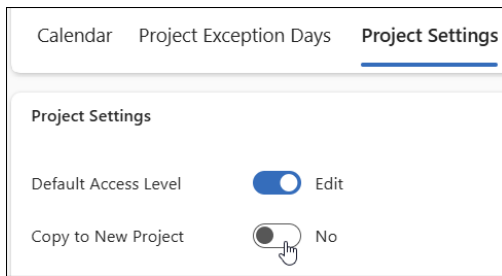 Calendar Project Exception Days Project Settings
Project Settings
Default Access Level Edit
Copy to New Project No